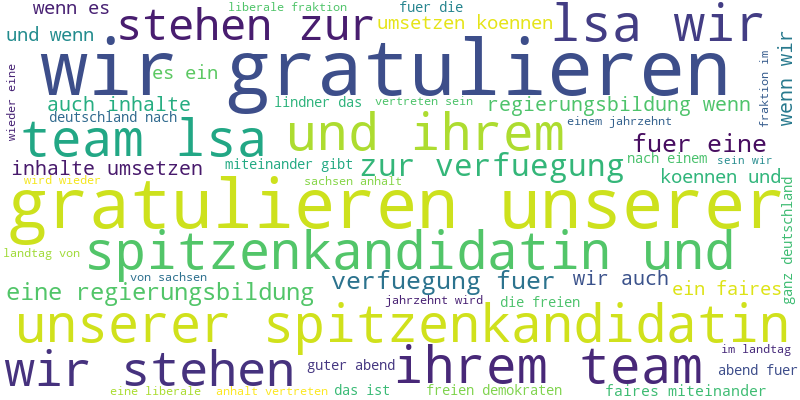 wenn es
liberale fraktion
fuer die
stehen zur
umsetzen koennen
lsa wir
und wenn
wir gratulieren
es ein
wieder eine
fraktion im
wenn wir
auch inhalte
lindner das
vertreten sein
regierungsbildung wenn
deutschland nach
einem jahrzehnt
team lsa
und ihrem
fuer eine
inhalte umsetzen
miteinander gibt
zur verfuegung
nach einem
sein wir
koennen und
wird wieder
sachsen anhalt
gratulieren unserer
ganz deutschland
landtag von
spitzenkandidatin und
von sachsen
verfuegung fuer
wir auch
eine regierungsbildung
ein faires
jahrzehnt wird
die freien
unserer spitzenkandidatin
im landtag
wir stehen
guter abend
ihrem team
abend fuer
eine liberale
anhalt vertreten
das ist
freien demokraten
faires miteinander